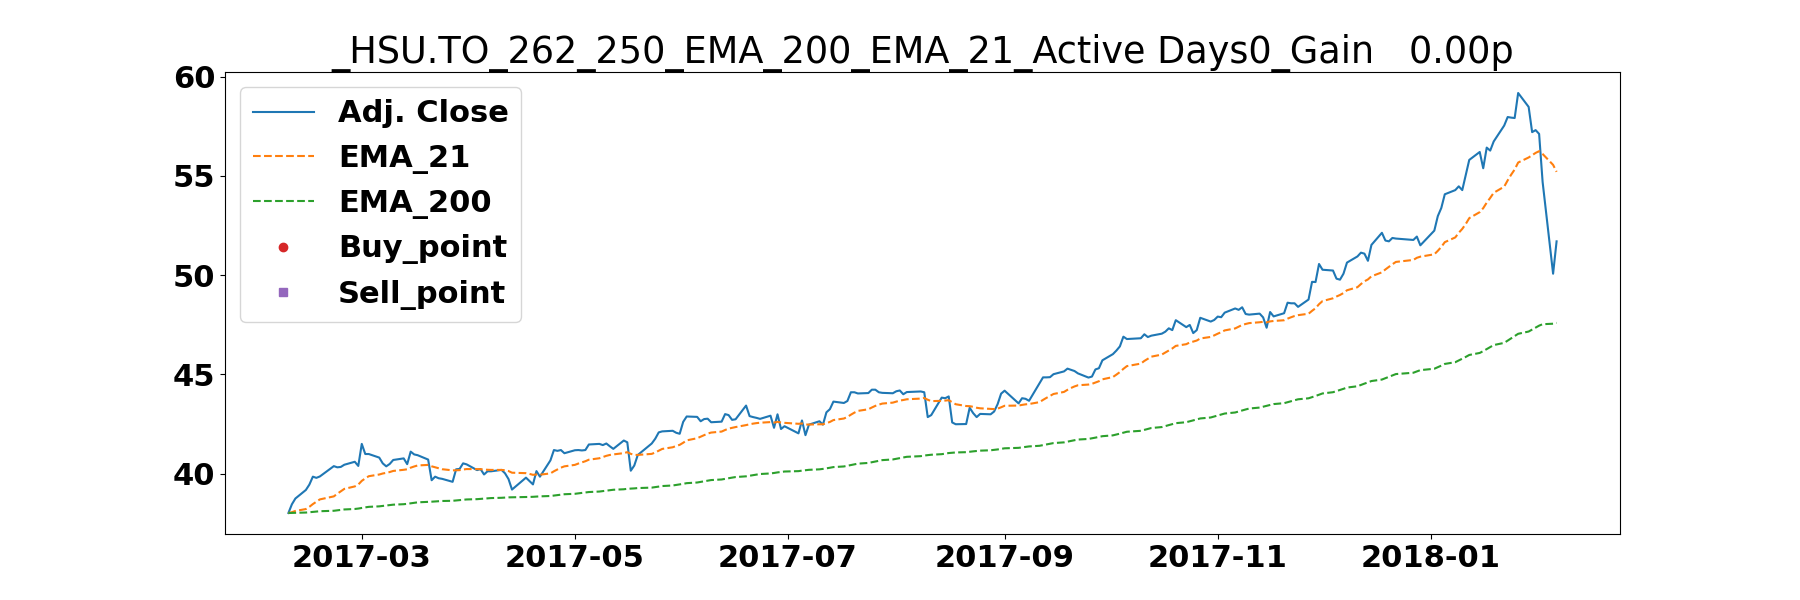 _HSU.TO_262_250_EMA_200_EMA_21_Active Days0_Gain   0.00p
60
55
50
45
40
Adj. Close
EMA_21
EMA_200
Buy_point
Sell_point
2017-03 2017-05 2017-07 2017-09 2017-11 2018-01